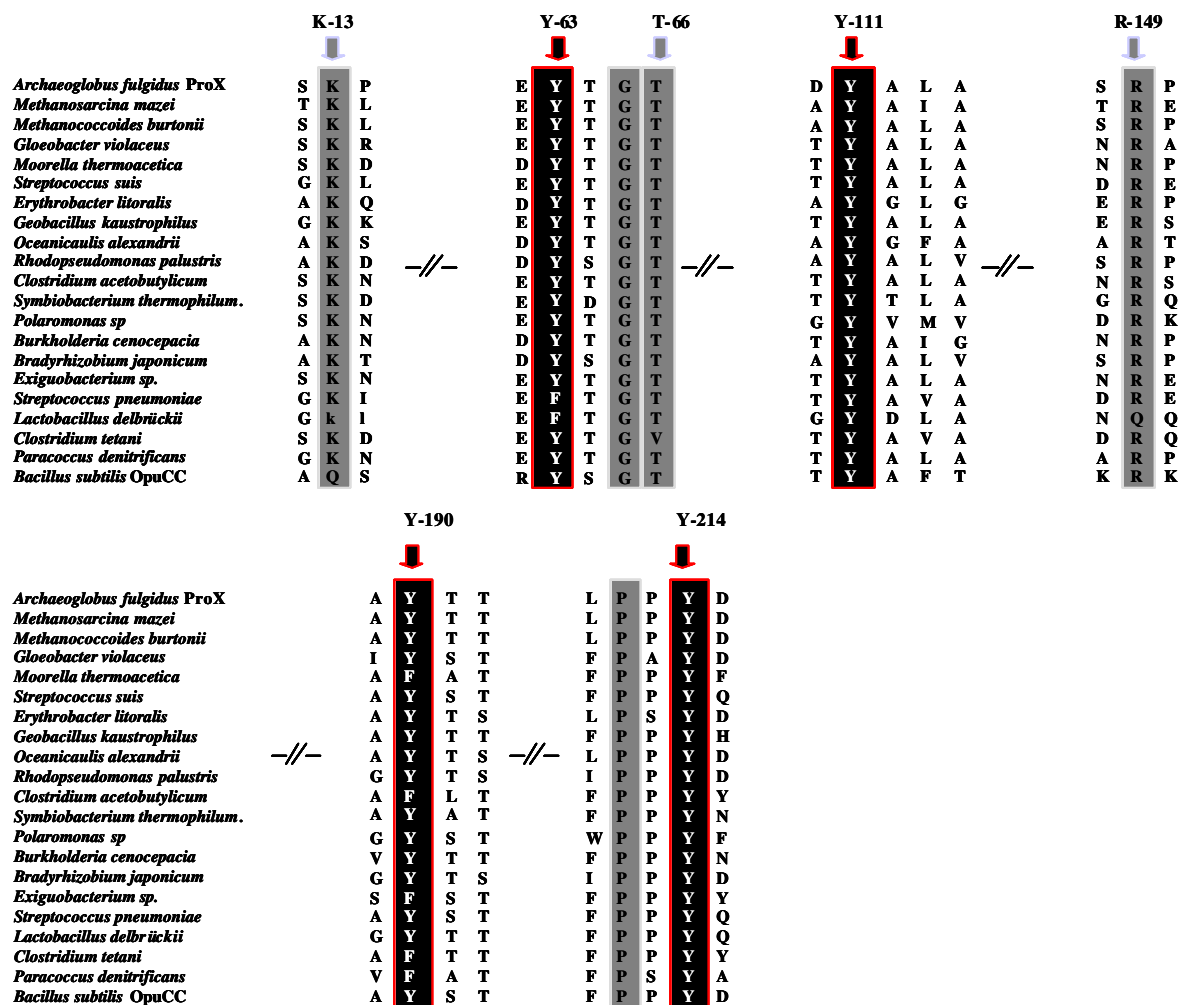 K-13 Y-63 T-66 Y-111 R-149
Archaeoglobus fulgidus ProX S K P E Y T G T D Y A L A S R P
Methanosarcina mazei T K L E Y T G T A Y A I A T R E
Methanococcoides burtonii S K L E Y T G T A Y A L A S R P
Gloeobacter violaceus S K R E Y T G T T Y A L A N R A
Moorella thermoacetica S K D D Y T G T T Y A L A N R P
Streptococcus suis G K L E Y T G T T Y A L A D R E
Erythrobacter litoralis A K Q D Y T G T A Y G L G E R P
Geobacillus kaustrophilus G K K E Y T G T T Y A L A E R S
Oceanicaulis alexandrii A K S D Y T G T A Y G F A A R T
Rhodopseudomonas palustris A K D D Y S G T A Y A L V S R P
Clostridium acetobutylicum S K N E Y T G T T Y A L A N R S
Symbiobacterium thermophilum. S K D E Y D G T T Y T L A G R Q
Polaromonas sp S K N E Y T G T G Y V M V D R K
Burkholderia cenocepacia A K N D Y T G T T Y A I G N R P
Bradyrhizobium japonicum A K T D Y S G T A Y A L V S R P
Exiguobacterium sp. S K N E Y T G T T Y A L A N R E
Streptococcus pneumoniae G K I E F T G T T Y A V A D R E
Lactobacillus delbrückii G k l E F T G T G Y D L A N Q Q
Clostridium tetani S K D E Y T G V T Y A V A D R Q
Paracoccus denitrificans G K N E Y T G T T Y A L A A R P
Bacillus subtilis OpuCC A Q S R Y S G T T Y A F T K R K
Y-190 Y-214
Archaeoglobus fulgidus ProX A Y T T L P P Y D
Methanosarcina mazei A Y T T L P P Y D
Methanococcoides burtonii A Y T T L P P Y D
Gloeobacter violaceus I Y S T F P A Y D
Moorella thermoacetica A F A T F P P Y F
Streptococcus suis A Y S T F P P Y Q
Erythrobacter litoralis A Y T S L P S Y D
Geobacillus kaustrophilus A Y T T F P P Y H
Oceanicaulis alexandrii A Y T S L P P Y D
Rhodopseudomonas palustris G Y T S I P P Y D
Clostridium acetobutylicum A F L T F P P Y Y
Symbiobacterium thermophilum. A Y A T F P P Y N
Polaromonas sp G Y S T W P P Y F
Burkholderia cenocepacia V Y T T F P P Y N
Bradyrhizobium japonicum G Y T S I P P Y D
Exiguobacterium sp. S F S T F P P Y Y
Streptococcus pneumoniae A Y S T F P P Y Q
Lactobacillus delbrückii G Y T T F P P Y Q
Clostridium tetani A F T T F P P Y Y
Paracoccus denitrificans V F A T F P S Y A
Bacillus subtilis OpuCC A Y S T F P P Y D